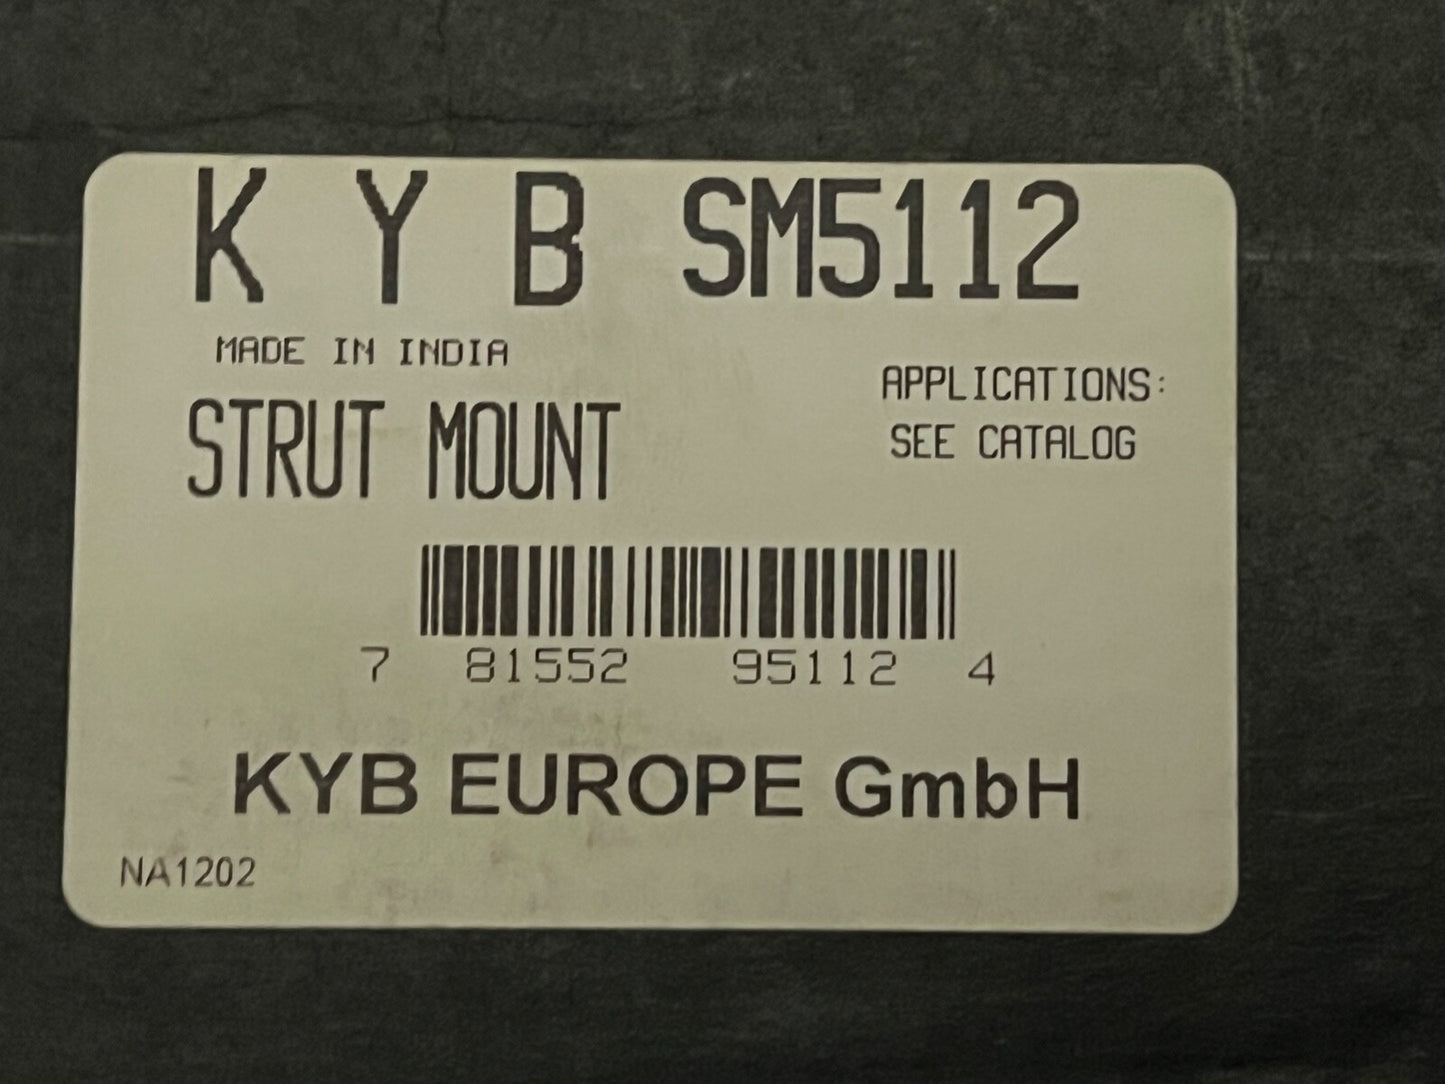 K Y B SM5112
MADE IN INDIA
APPLICATIONS:
STRUT MOUNT
SEE CATALOG
7 81552 95112 4
KYB EUROPE GmbH
NA1202